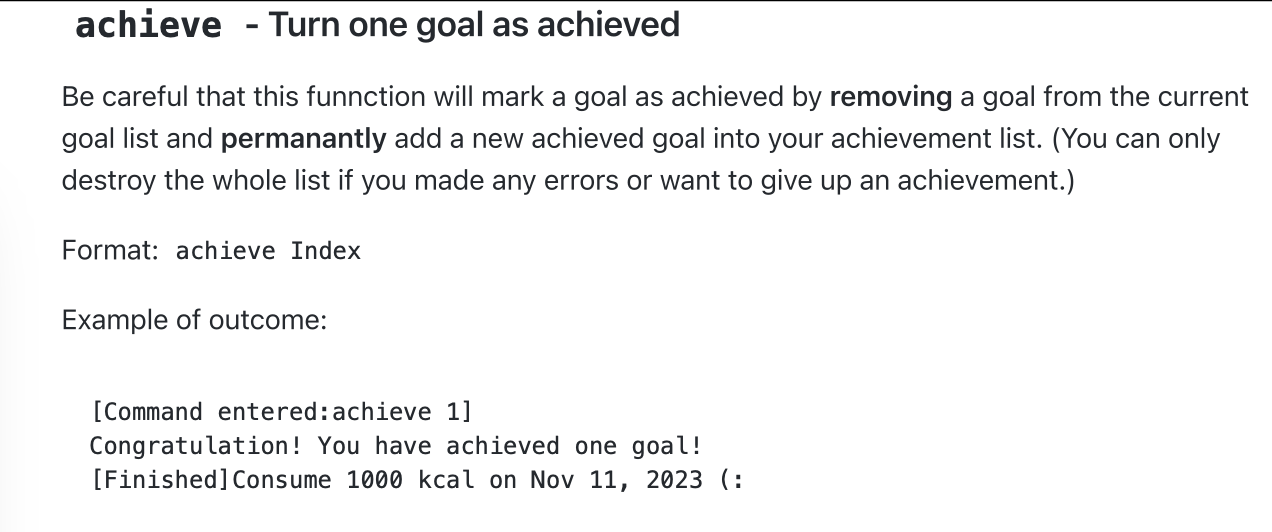 achieve - Turn one goal as achieved
Be careful that this funnction will mark a goal as achieved by removing a goal from the current
goal list and permanantly add a new achieved goal into your achievement list. (You can only
destroy the whole list if you made any errors or want to give up an achievement.)
Format: achieve Index
Example of outcome:
[Command entered:achieve 1]
Congratulation! You have achieved one goal!
[Finished]Consume 1000 kcal on Nov 11, 2023 (: